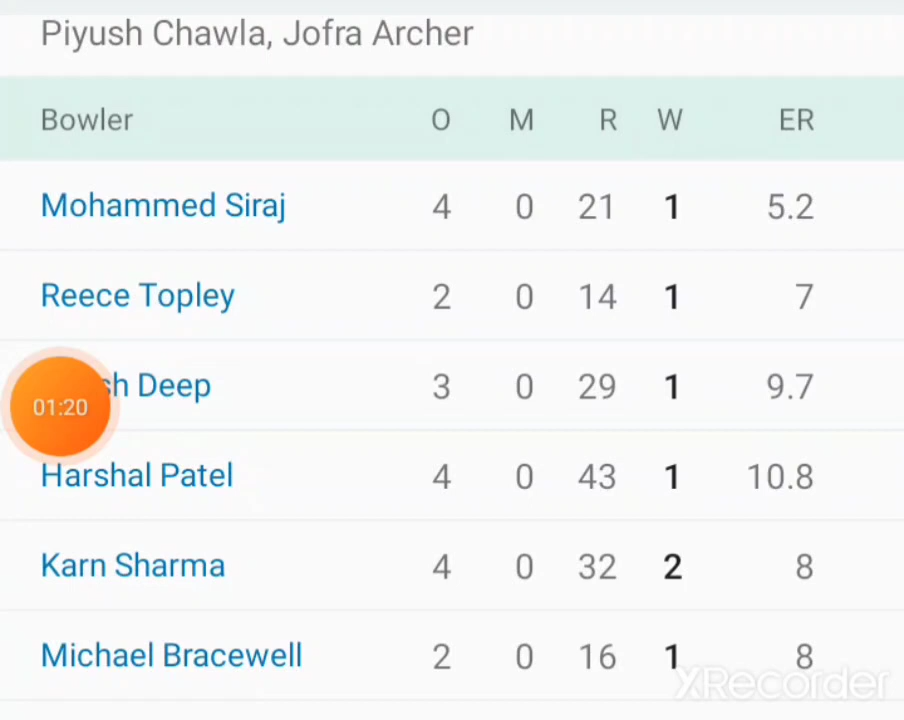 Piyush Chawla, Jofra Archer
Bowler O M R W ER
Mohammed Siraj 4 0 21 1 5.2
Reece Topley 2 0 14 1 7
Deep 3 0 29 1 9.7
01:20
Harshal Patel 4 0 43 1 10.8
Karn Sharma 4 0 32 2 8
Michael Bracewell 2 0 16 1 8
XRecorder